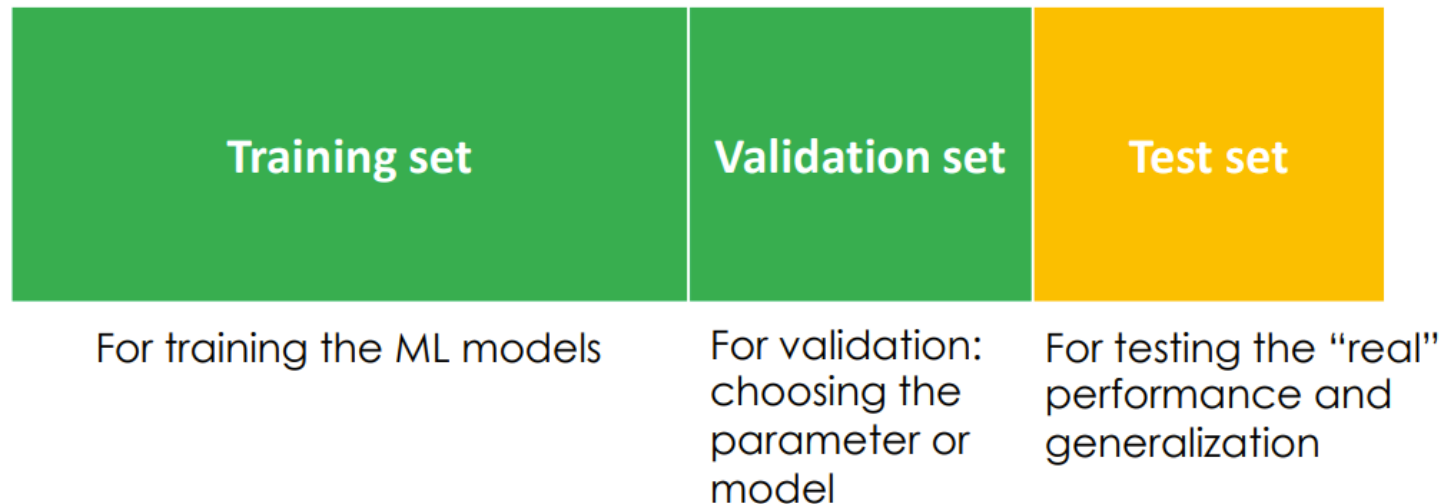 Training set
Validation set
Test set
For training the ML models
For validation:
choosing the
parameter or
model
For testing the “real”
performance and
generalization